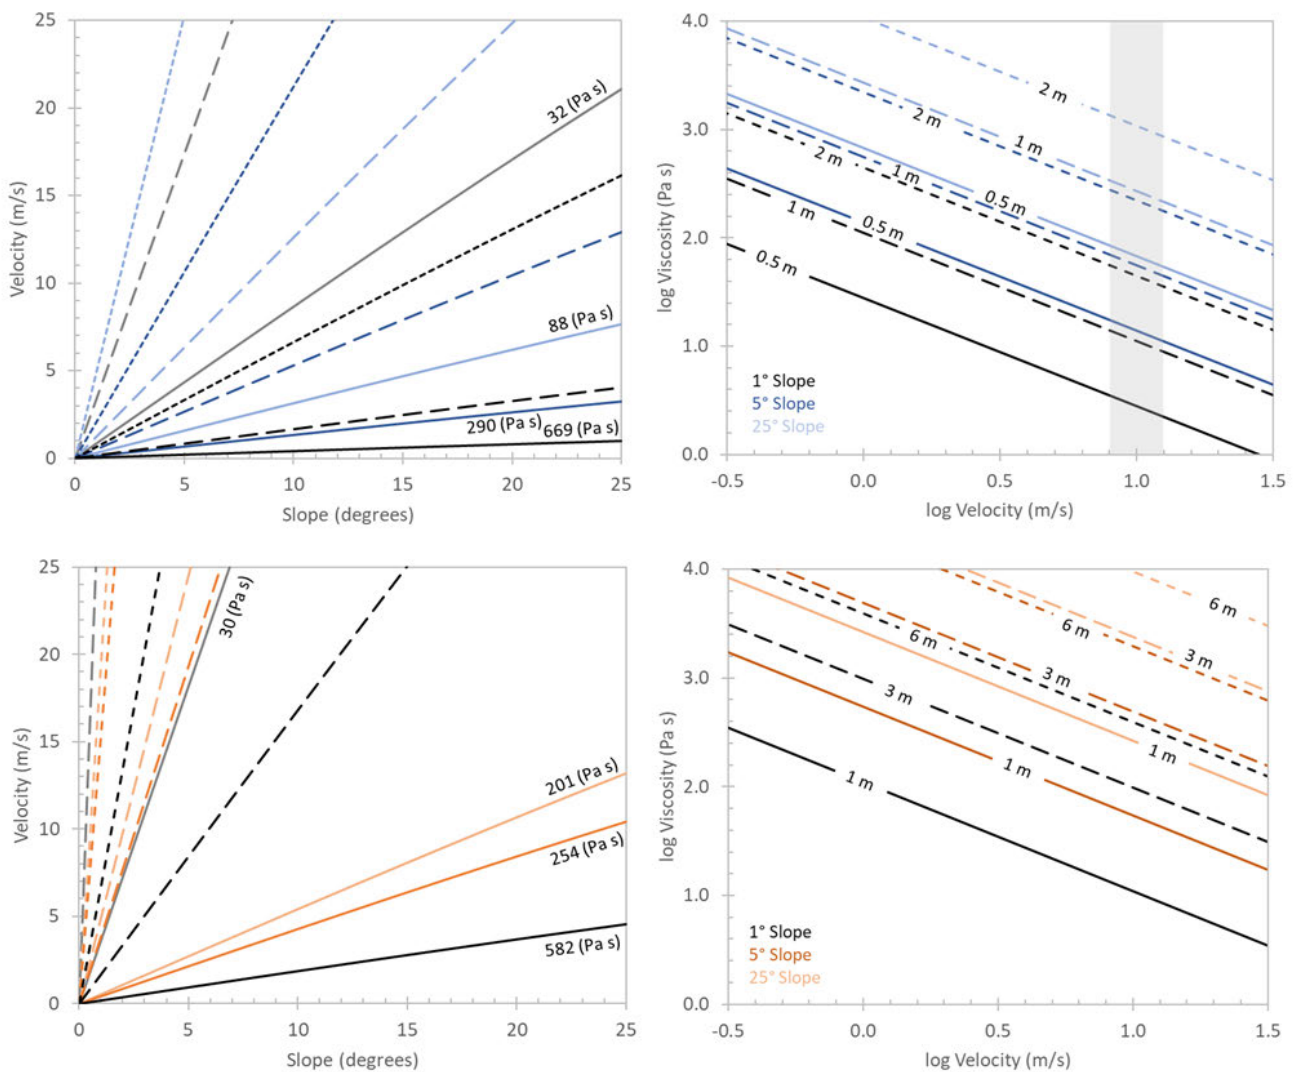 25
20
15
10
5
0
Velocity (m/s)
32 (Pa s)
88 (Pa s)
290 (Pa s)
669 (Pa s)
0
5
10
15
20
25
Slope (degrees)
4.0
3.0
2.0
1.0
0.0
log Viscosity (Pa s)
2 m
2 m
1 m
2 m
1 m
0.5 m
1 m
0.5 m
0.5 m
1° Slope
5° Slope
25° Slope
-0.5
0.0
0.5
1.0
1.5
log Velocity (m/s)
25
20
15
10
5
0
Velocity (m/s)
30 (Pa s)
201 (Pa s)
254 (Pa s)
582 (Pa s)
0
5
10
15
20
25
Slope (degrees)
4.0
3.0
2.0
1.0
0.0
log Viscosity (Pa s)
6 m
6 m
6 m
3 m
3 m
3 m
1 m
1 m
1 m
1° Slope
5° Slope
25° Slope
-0.5
0.0
0.5
1.0
1.5
log Velocity (m/s)